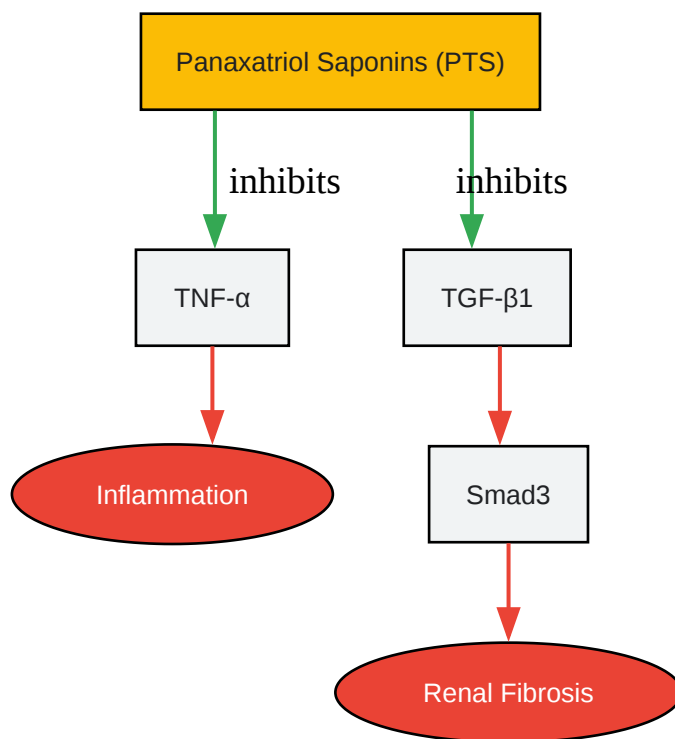 Panaxatriol Saponins (PTS)
inhibits
inhibits
TNF-α
TGF-β1
Inflammation
Smad3
Renal Fibrosis